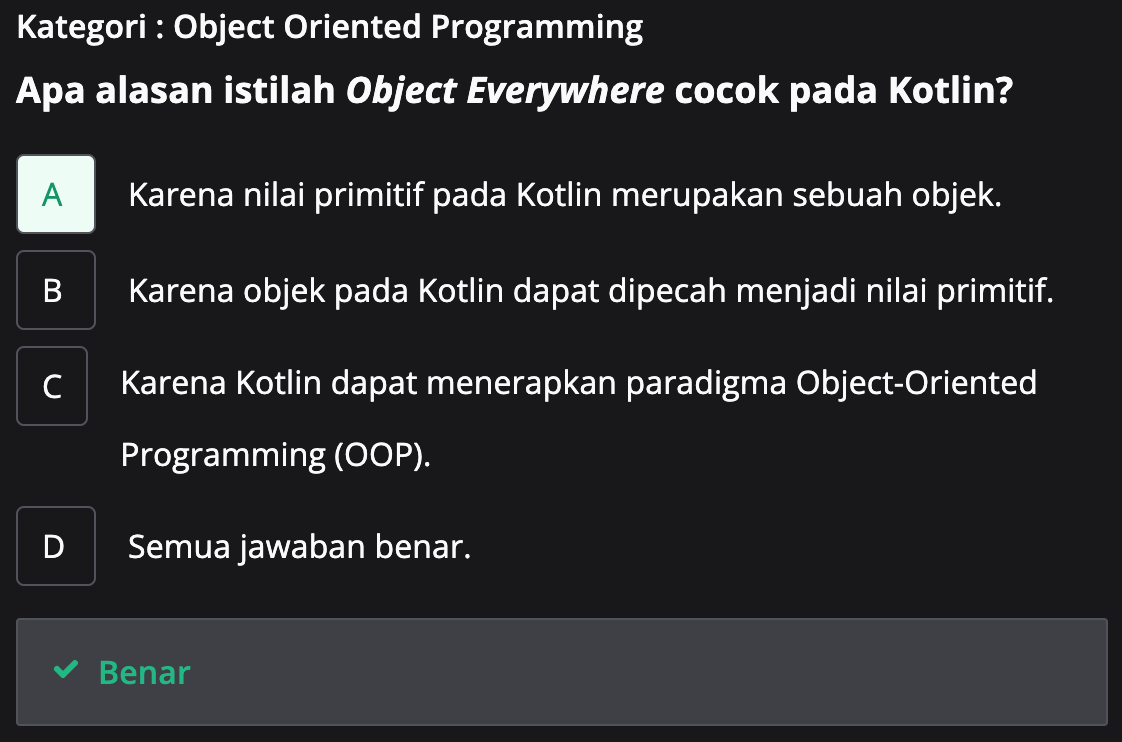 Kategori : Object Oriented Programming
Apa alasan istilah Object Everywhere cocok pada Kotlin?
A Karena nilai primitif pada Kotlin merupakan sebuah objek.
B Karena objek pada Kotlin dapat dipecah menjadi nilai primitif.
C Karena Kotlin dapat menerapkan paradigma Object-Oriented
Programming (OOP).
D Semua jawaban benar.
Benar